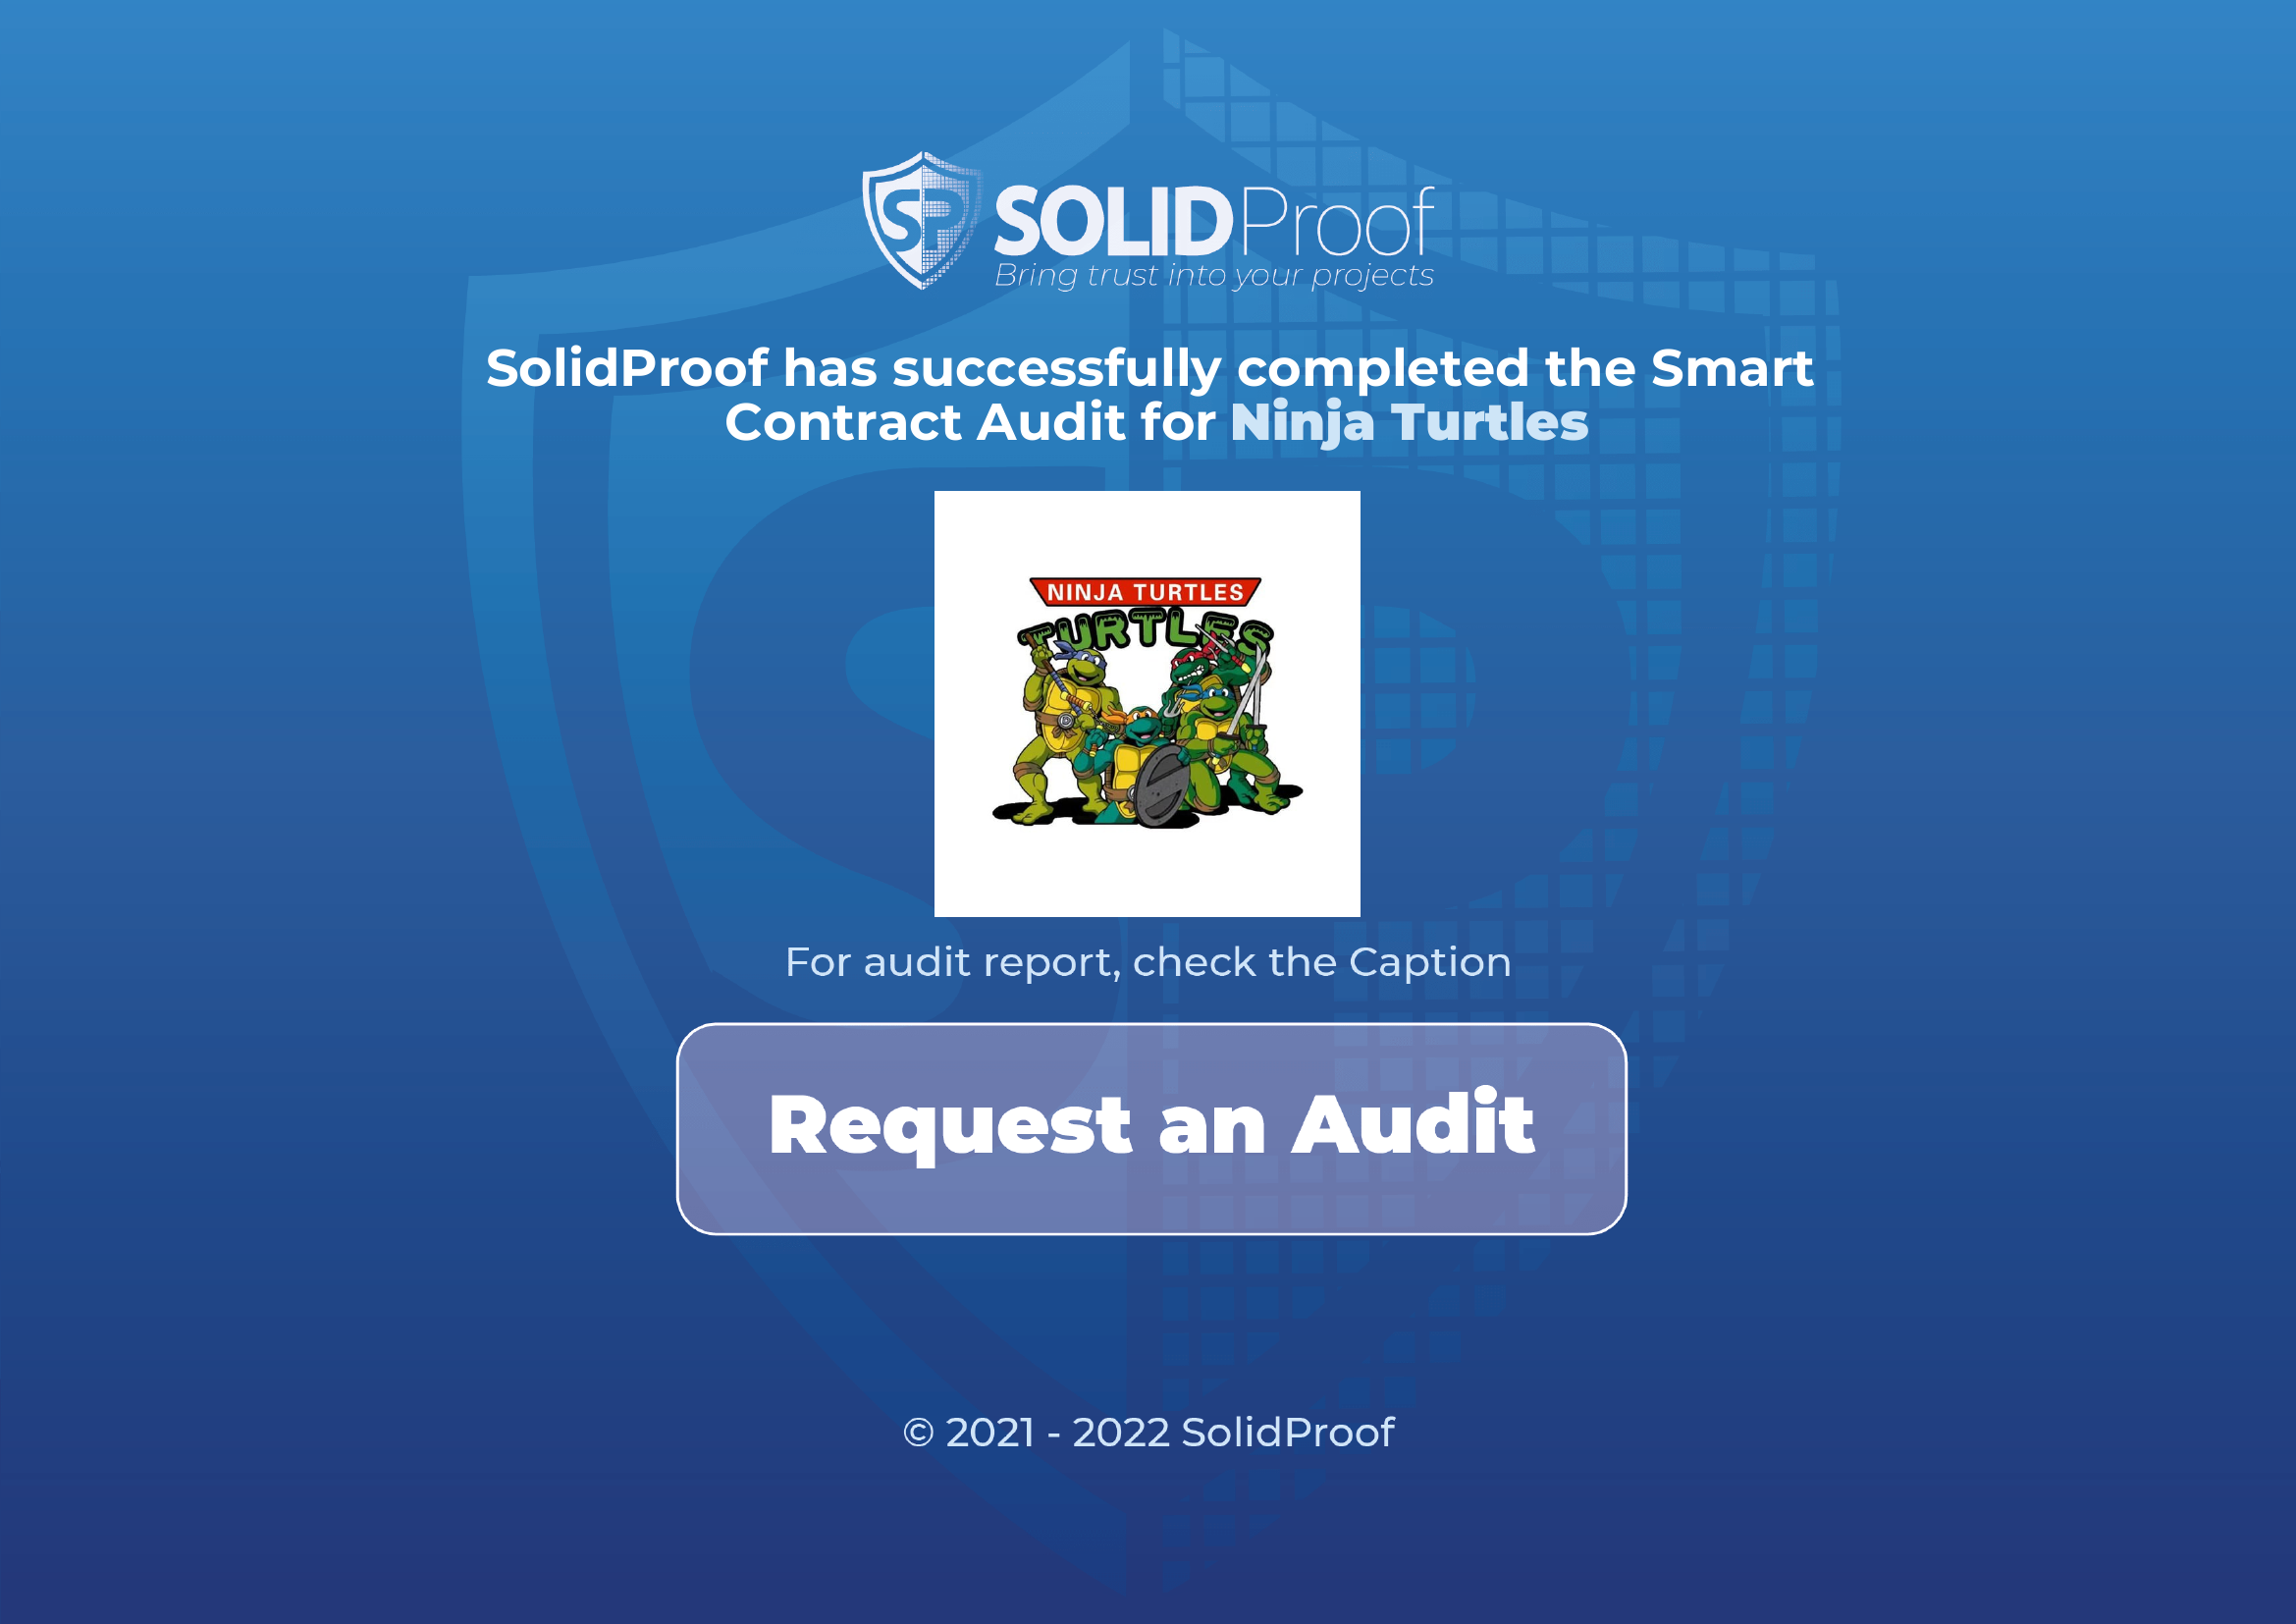 SP SOLIDProof
Bring trust into your projects
SolidProof has successfully completed the Smart
Contract Audit for Ninja Turtles
NINJA TURTLES
TURTLES
For audit report, check the Caption
Request an Audit
© 2021 - 2022 SolidProof